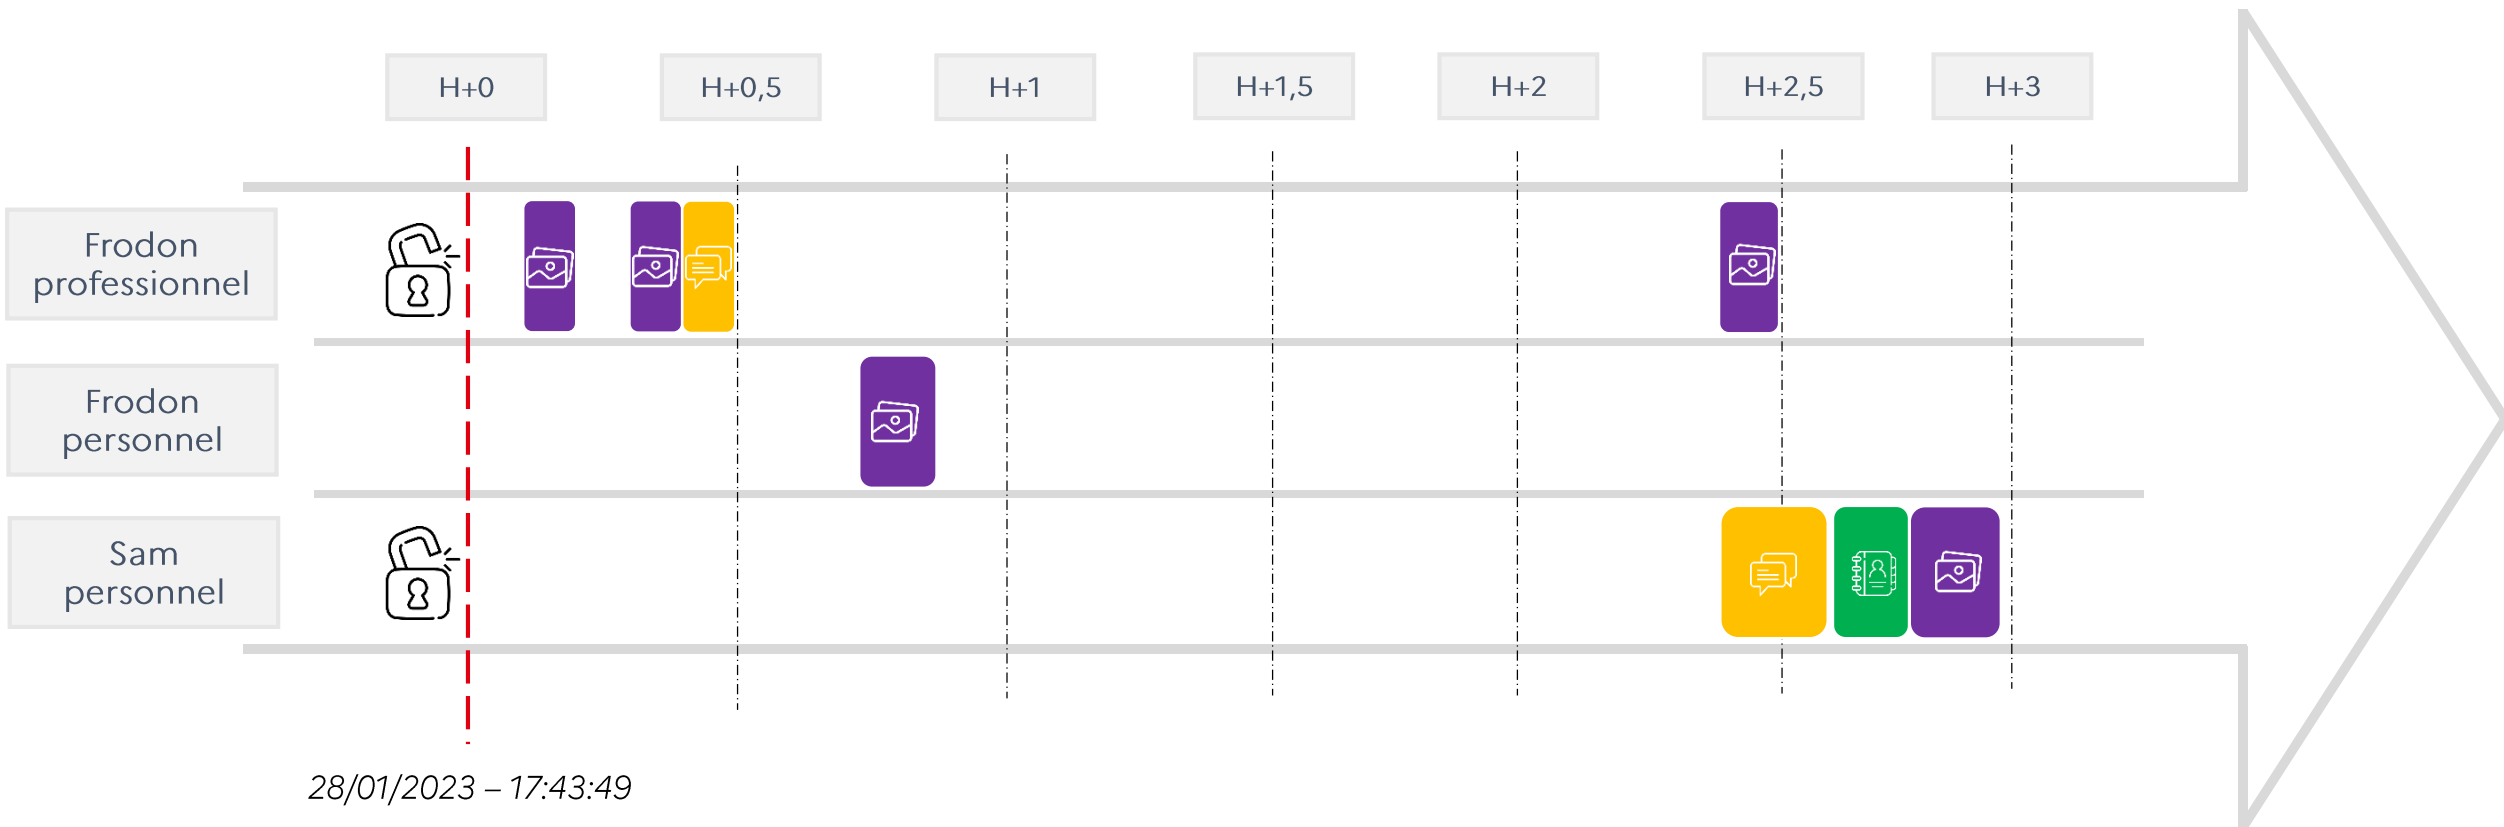 H+0
H+0,5
H+1
H+1,5
H+2
H+2,5
H+3
Frodon
professionnel
Frodon
personnel
Sam
personnel
28/01/2023 – 17:43:49